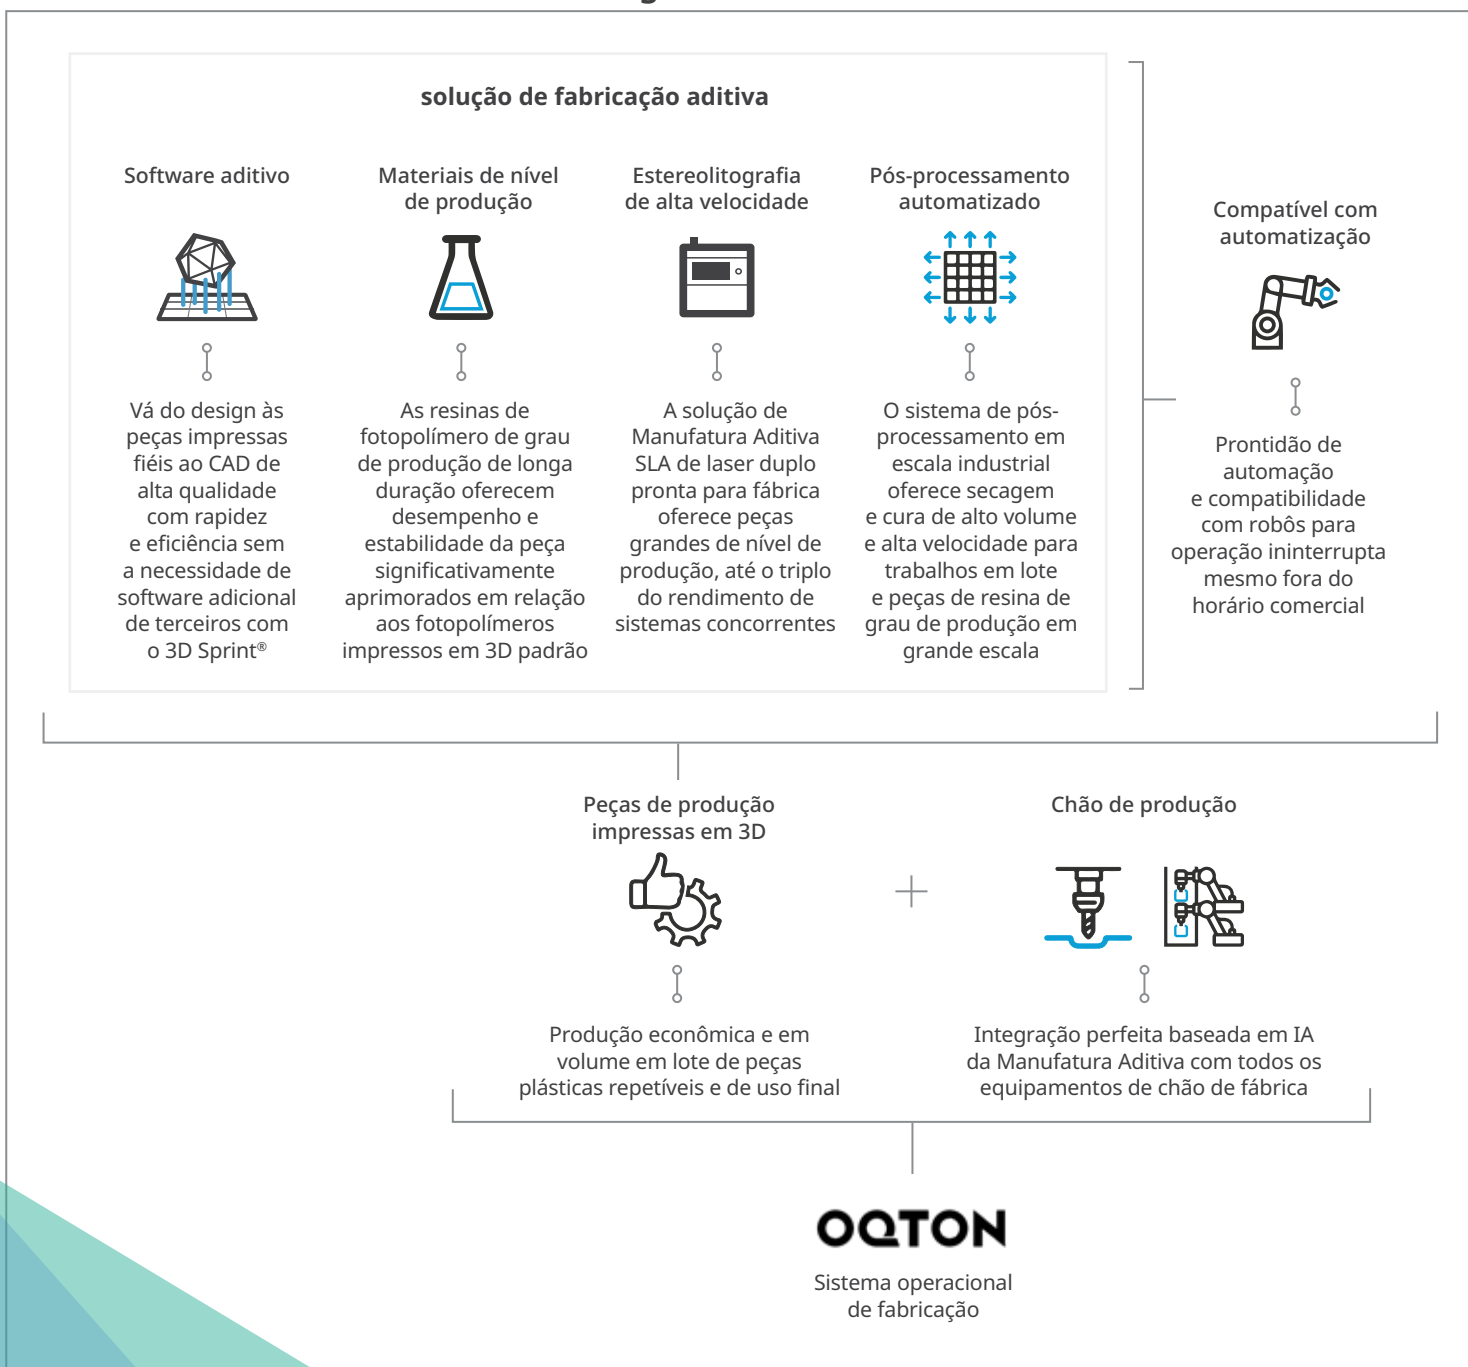 solução de fabricação aditiva
Software aditivo
Vá do design às
peças impressas
fiéis ao CAD de
alta qualidade
com rapidez
e eficiência sem
a necessidade de
software adicional
de terceiros com
o 3D Sprint®
Materiais de nível
de produção
As resinas de
fotopolímero de grau
de produção de longa
duração oferecem
desempenho e
estabilidade da peça
significativamente
aprimorados em relação
aos fotopolímeros
impressos em 3D padrão
Estereolitografia
de alta velocidade
A solução de
Manufatura Aditiva
SLA de laser duplo
pronta para fábrica
oferece peças
grandes de nível de
produção, até o triplo
do rendimento de
sistemas concorrentes
Pós-processamento
automatizado
O sistema de pós-
processamento em
escala industrial
oferece secagem
e cura de alto volume
e alta velocidade para
trabalhos em lote
e peças de resina de
grau de produção em
grande escala
Compatível com
automatização
Prontidão de
automação
e compatibilidade
com robôs para
operação ininterrupta
mesmo fora do
horário comercial
Peças de produção
impressas em 3D
Produção econômica e em
volume em lote de peças
plásticas repetíveis e de uso final
Chão de produção
Integração perfeita baseada em IA
da Manufatura Aditiva com todos os
equipamentos de chão de fábrica
OQTON
Sistema operacional
de fabricação